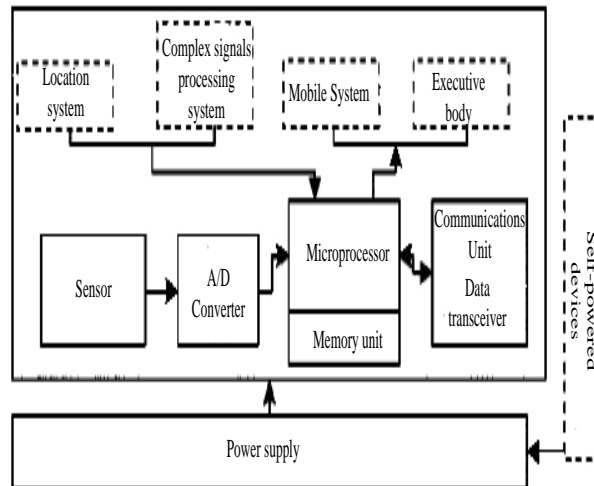 Location
system
Complex signals
processing
system
Mobile System
Executive
body
Sensor
A/D
Converter
Microprocessor
Memory unit
Communications
Unit
Data
transceiver
Self-powered
devices
Power supply